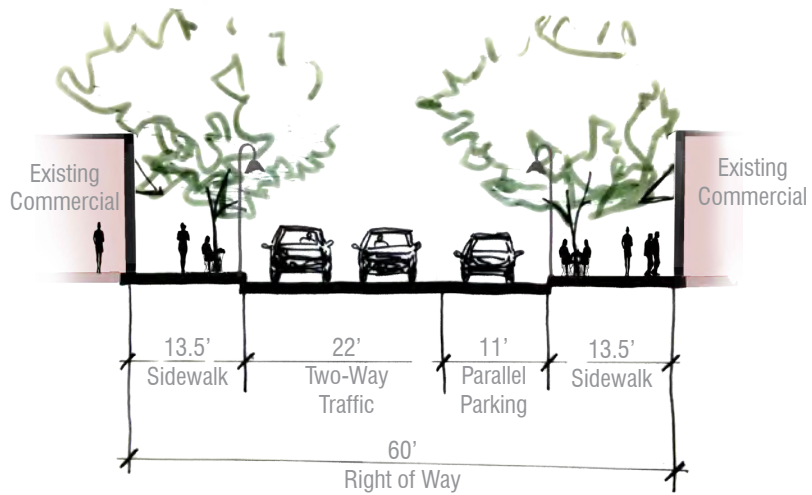 Existing
Commercial
Existing
Commercial
13.5’
Sidewalk
22’
Two-Way
Traffic
11’
Parallel
Parking
13.5’
Sidewalk
60’
Right of Way